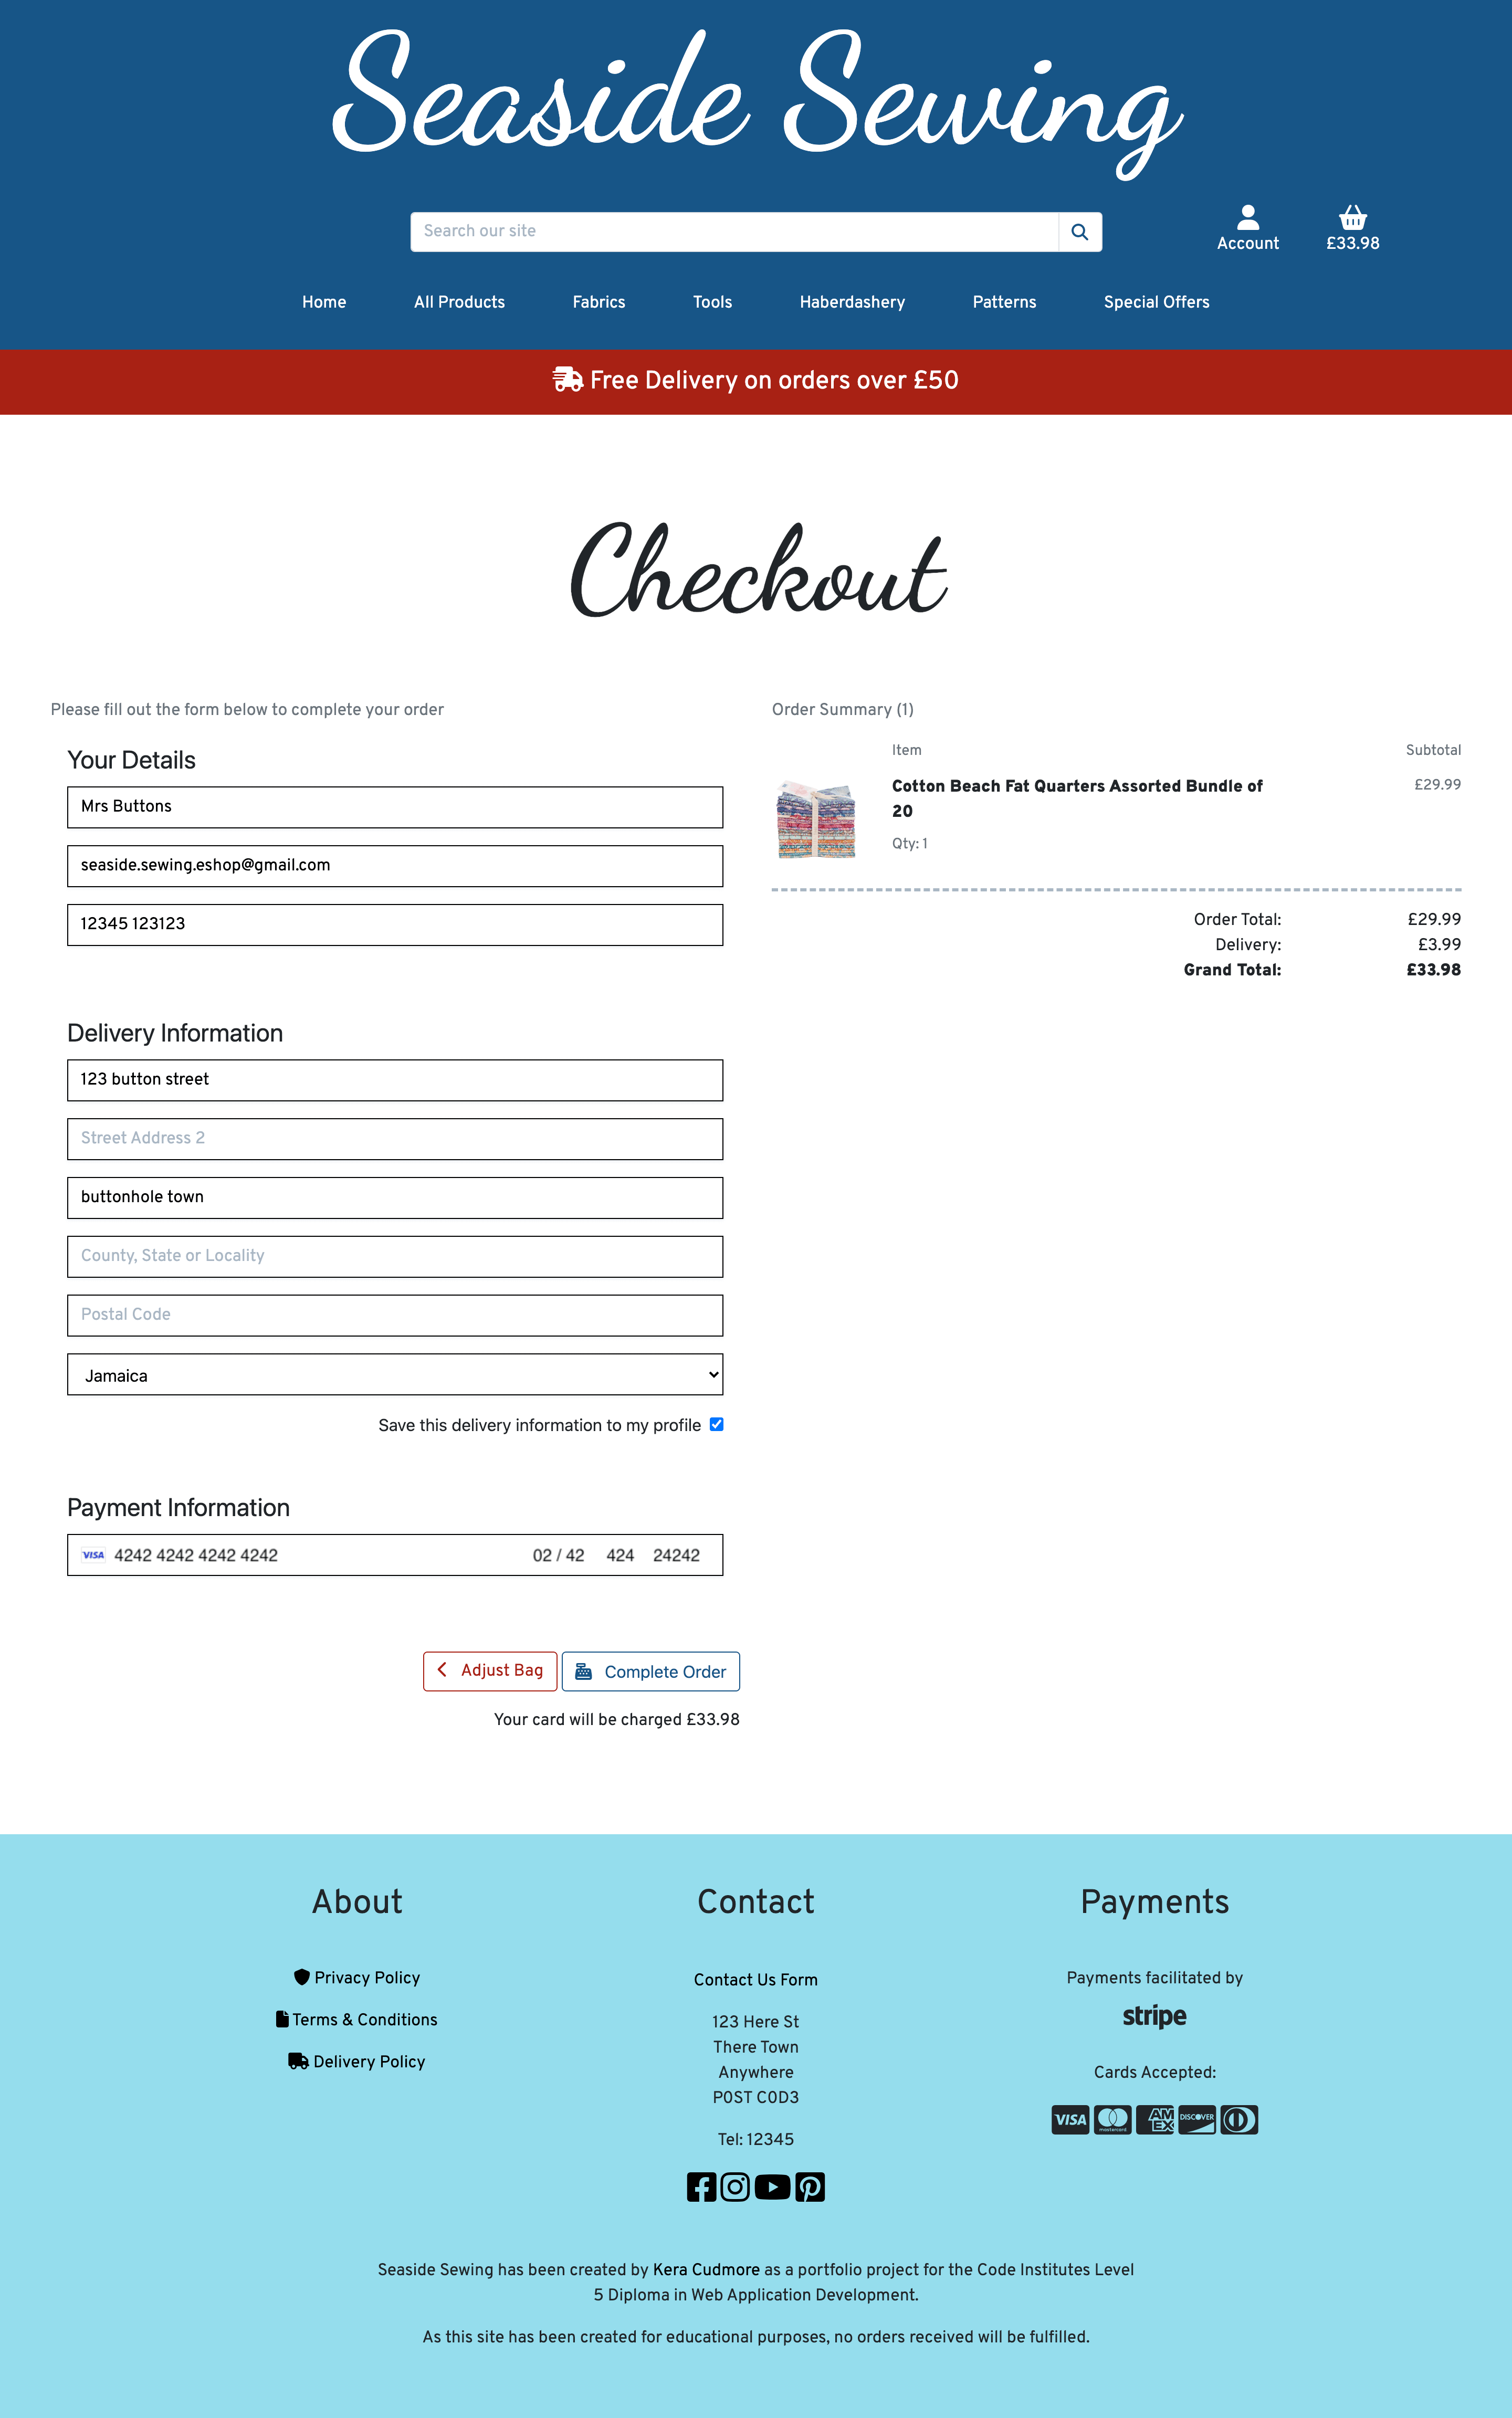 Seaside Sewing
Search our site
Account
£33.98
Home All Products Fabrics Tools Haberdashery Patterns Special Offers
Free Delivery on orders over £50
Checkout
Please fill out the form below to complete your order
Your Details
Mrs Buttons
seaside.sewing.eshop@gmail.com
12345 123123
Delivery Information
123 button street
Street Address 2
buttonhole town
County, State or Locality
Postal Code
Jamaica
Save this delivery information to my profile
Payment Information
VISA 4242 4242 4242 4242 02 / 42 424 24242
Adjust Bag Complete Order
Your card will be charged £33.98
Order Summary (1)
Item Subtotal
Cotton Beach Fat Quarters Assorted Bundle of £29.99
20
Qty: 1
Order Total: £29.99
Delivery: £3.99
Grand Total: £33.98
About
Privacy Policy
Terms & Conditions
Delivery Policy
Contact
Contact Us Form
123 Here St
There Town
Anywhere
P0ST C0D3
Tel: 12345
Payments
Payments facilitated by
stripe
Cards Accepted:
VISA mastercard AM EX DISCOVER
Seaside Sewing has been created by Kera Cudmore as a portfolio project for the Code Institutes Level
5 Diploma in Web Application Development.
As this site has been created for educational purposes, no orders received will be fulfilled.